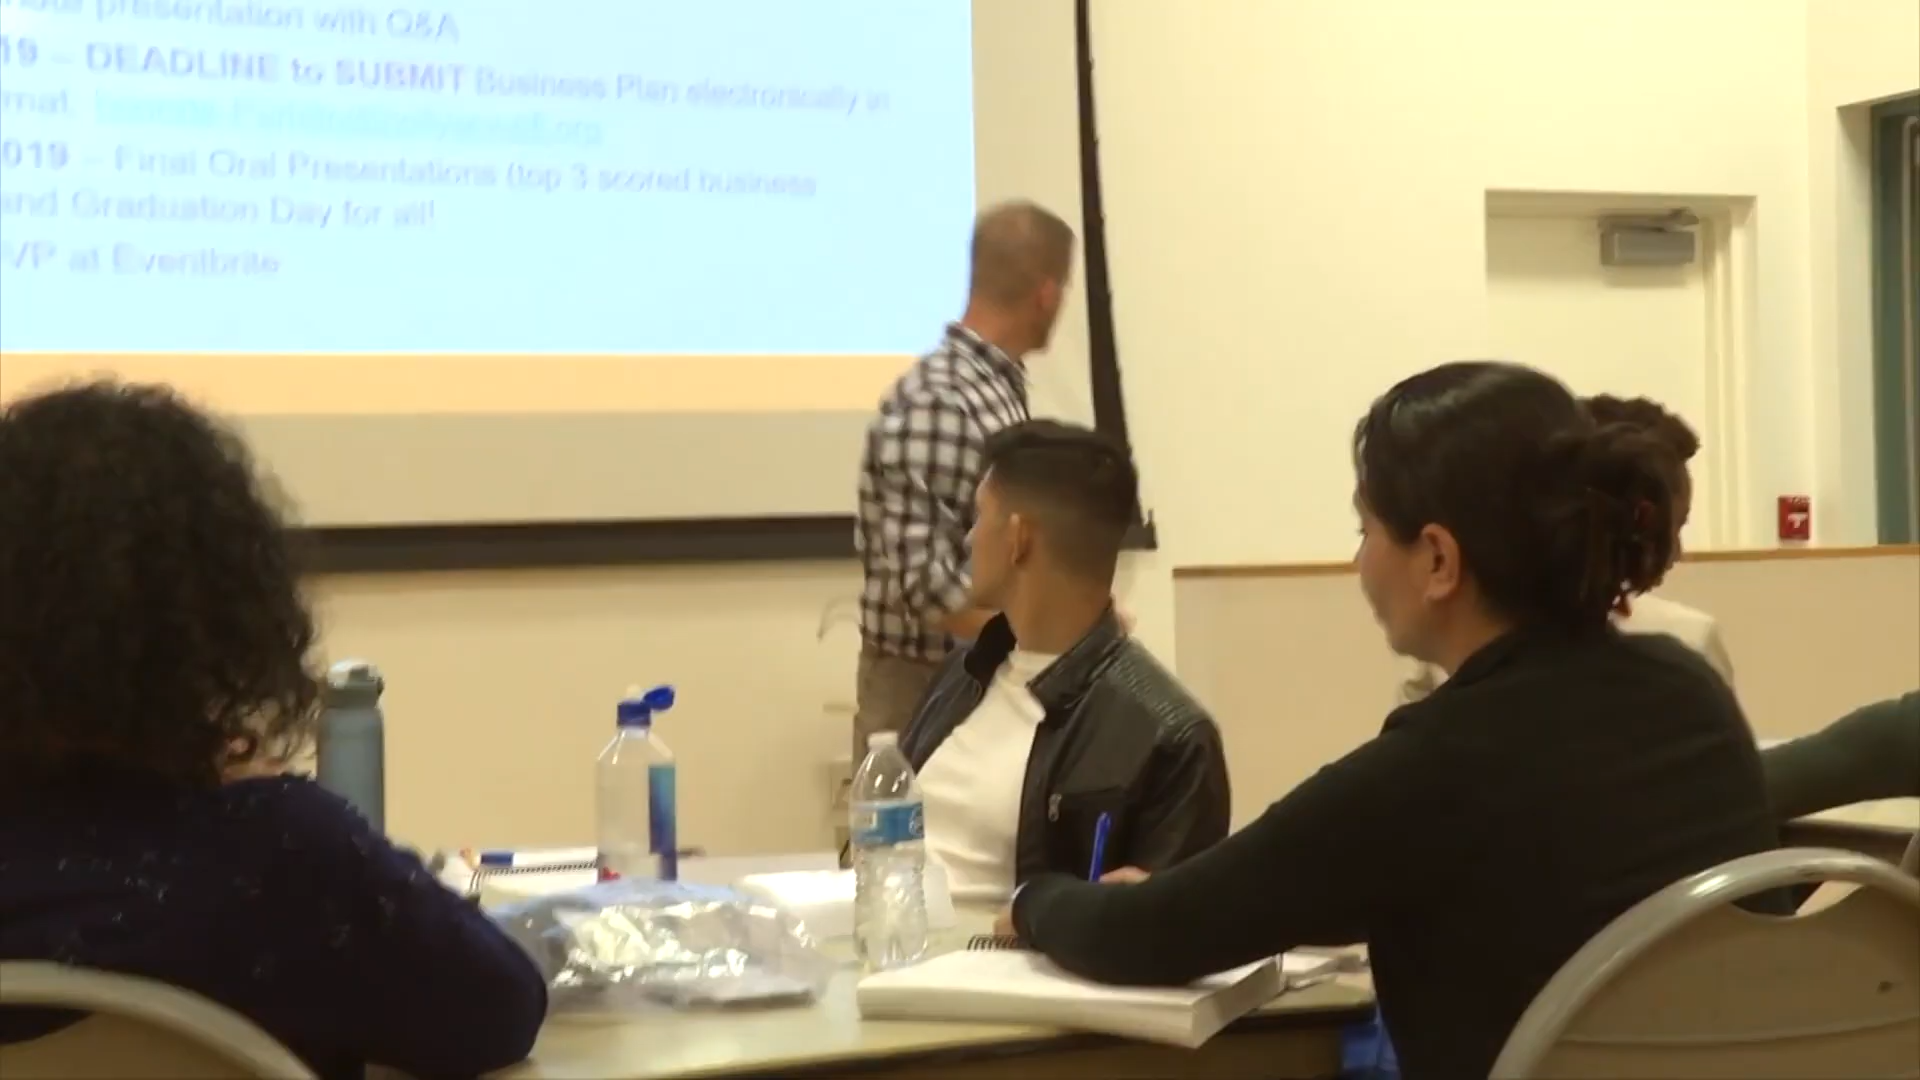 presentation with Q&A
19 – DEADLINE to SUBMIT Business Plan electronically in
019 – Final Oral Presentations (top 3 scored business
and Graduation Day for all!
VP at Eventbrite